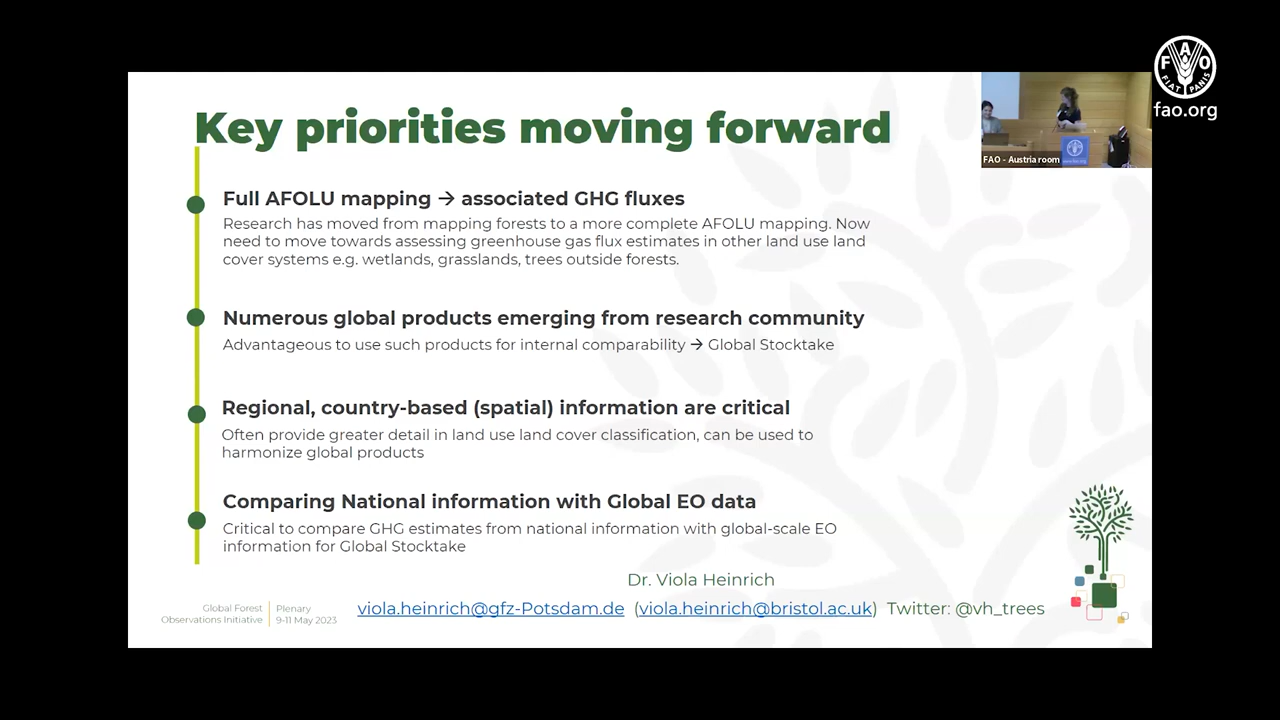 Key priorities moving forward
Full AFOLU mapping → associated GHG fluxes
Research has moved from mapping forests to a more complete AFOLU mapping. Now
need to move towards assessing greenhouse gas flux estimates in other land use land
cover systems e.g. wetlands, grasslands, trees outside forests.
Numerous global products emerging from research community
Advantageous to use such products for internal comparability → Global Stocktake
Regional, country-based (spatial) information are critical
Often provide greater detail in land use land cover classification, can be used to
harmonize global products
Comparing National information with Global EO data
Critical to compare GHG estimates from national information with global-scale EO
information for Global Stocktake
Dr. Viola Heinrich
viola.heinrich@gfz-Potsdam.de (viola.heinrich@bristol.ac.uk) Twitter: @vh_trees
Global Forest
Observations Initiative
Plenary
9-11 May 2023
FAO - Austria room
FAO
FIAT PANIS
fao.org